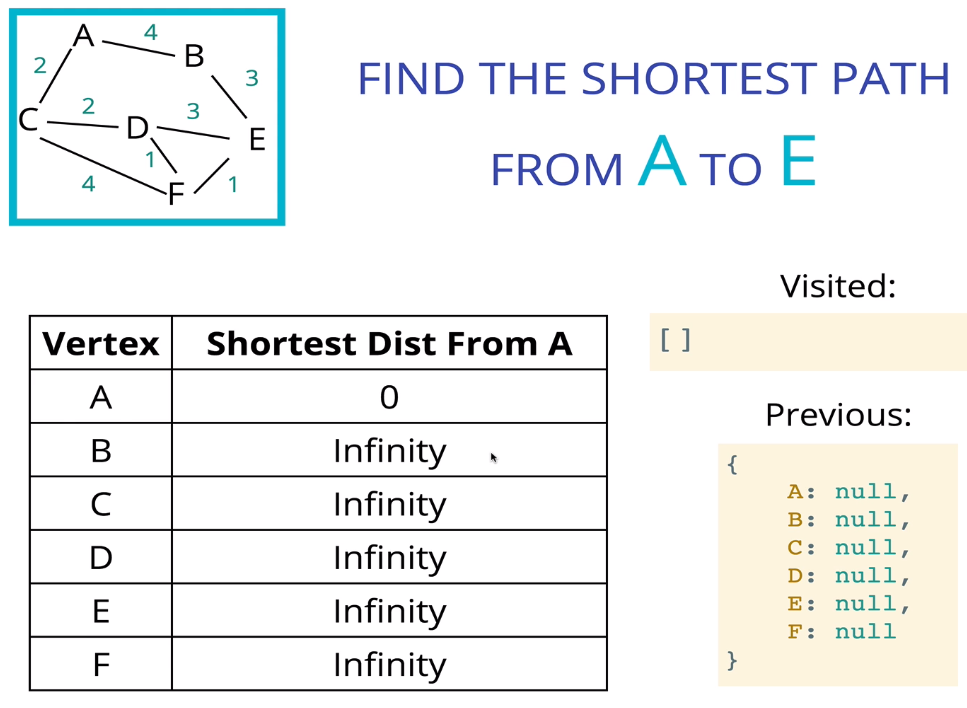 A 4 B
2 3
C 2 D 3 E
1
4 F 1
FIND THE SHORTEST PATH
FROM A TO E
Vertex Shortest Dist From A
A 0
B Infinity
C Infinity
D Infinity
E Infinity
F Infinity
Visited:
[ ]
Previous:
{
A: null,
B: null,
C: null,
D: null,
E: null,
F: null
}